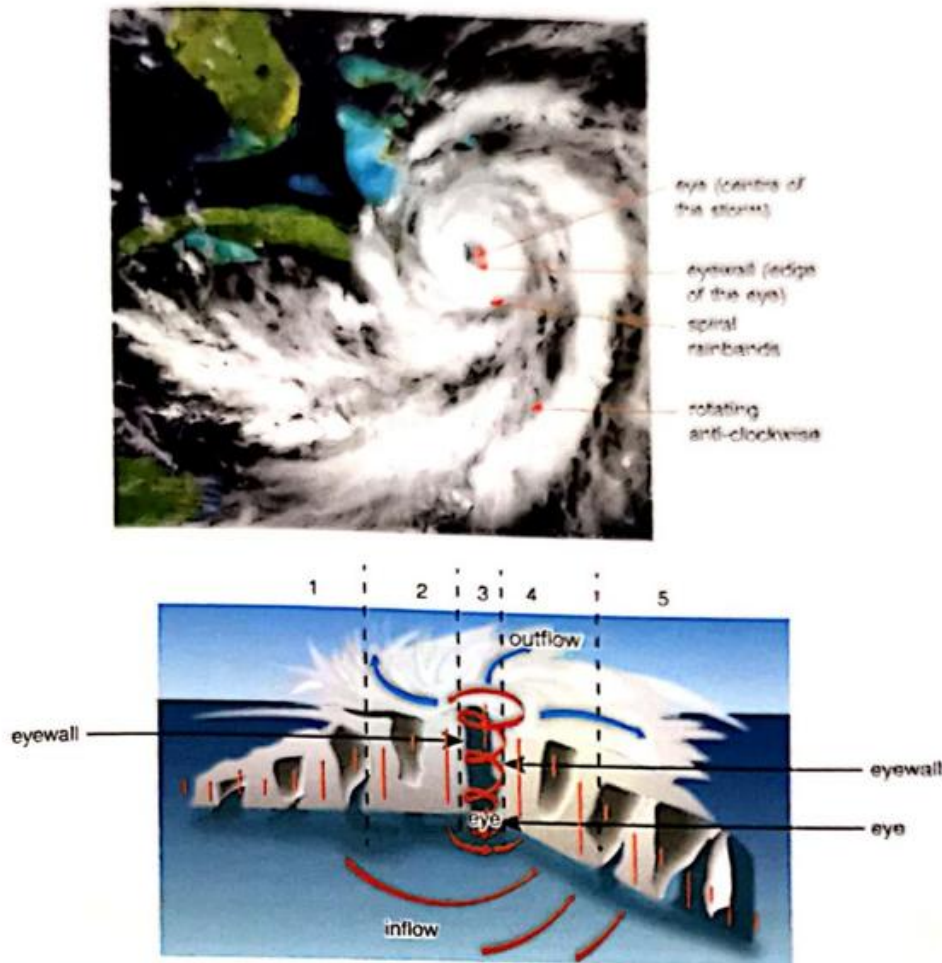 eye (centre of
the storm)
eyewall (edge
of the eye)
spiral
rainbands
rotating
anti-clockwise
1 2 3 4 5
outflow
eyewall
eyewall
eye
eye
inflow